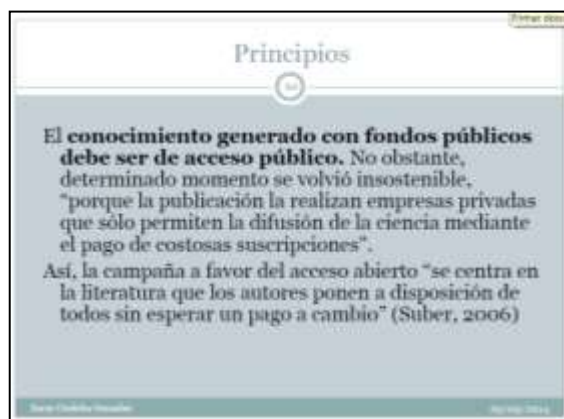 Principios
El conocimiento generado con fondos públicos
debe ser de acceso público. No obstante,
determinado momento se volvió insostenible,
“porque la publicación la realizan empresas privadas
que sólo permiten la difusión de la ciencia mediante
el pago de costosas suscripciones”.
Así, la campaña a favor del acceso abierto “se centra en
la literatura que los autores ponen a disposición de
todos sin esperar un pago a cambio” (Suber, 2006)